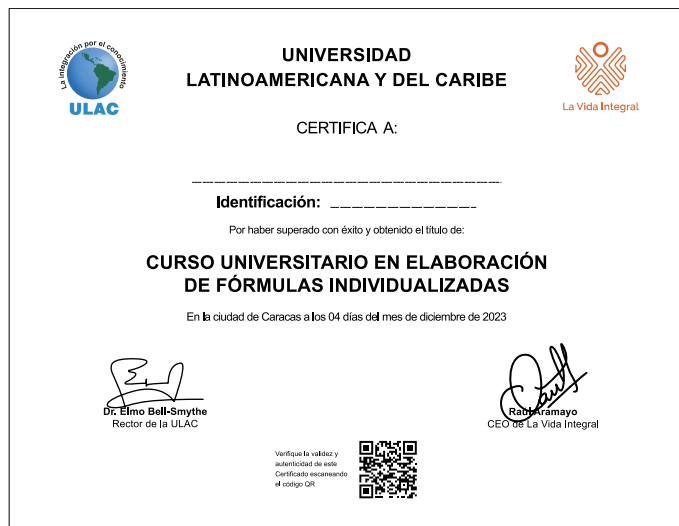 La integración por el conocimiento
ULAC
UNIVERSIDAD
LATINOAMERICANA Y DEL CARIBE
La Vida Integral
CERTIFICA A:
Identificación:
Por haber superado con éxito y obtenido el título de:
CURSO UNIVERSITARIO EN ELABORACIÓN
DE FÓRMULAS INDIVIDUALIZADAS
En la ciudad de Caracas a los 04 días del mes de diciembre de 2023
Dr. Elmo Bell-Smythe
Rector de la ULAC
Raúl Aramayo
CEO de La Vida Integral
Verifique la validez y
autenticidad de este
Certificado escaneando
el código QR